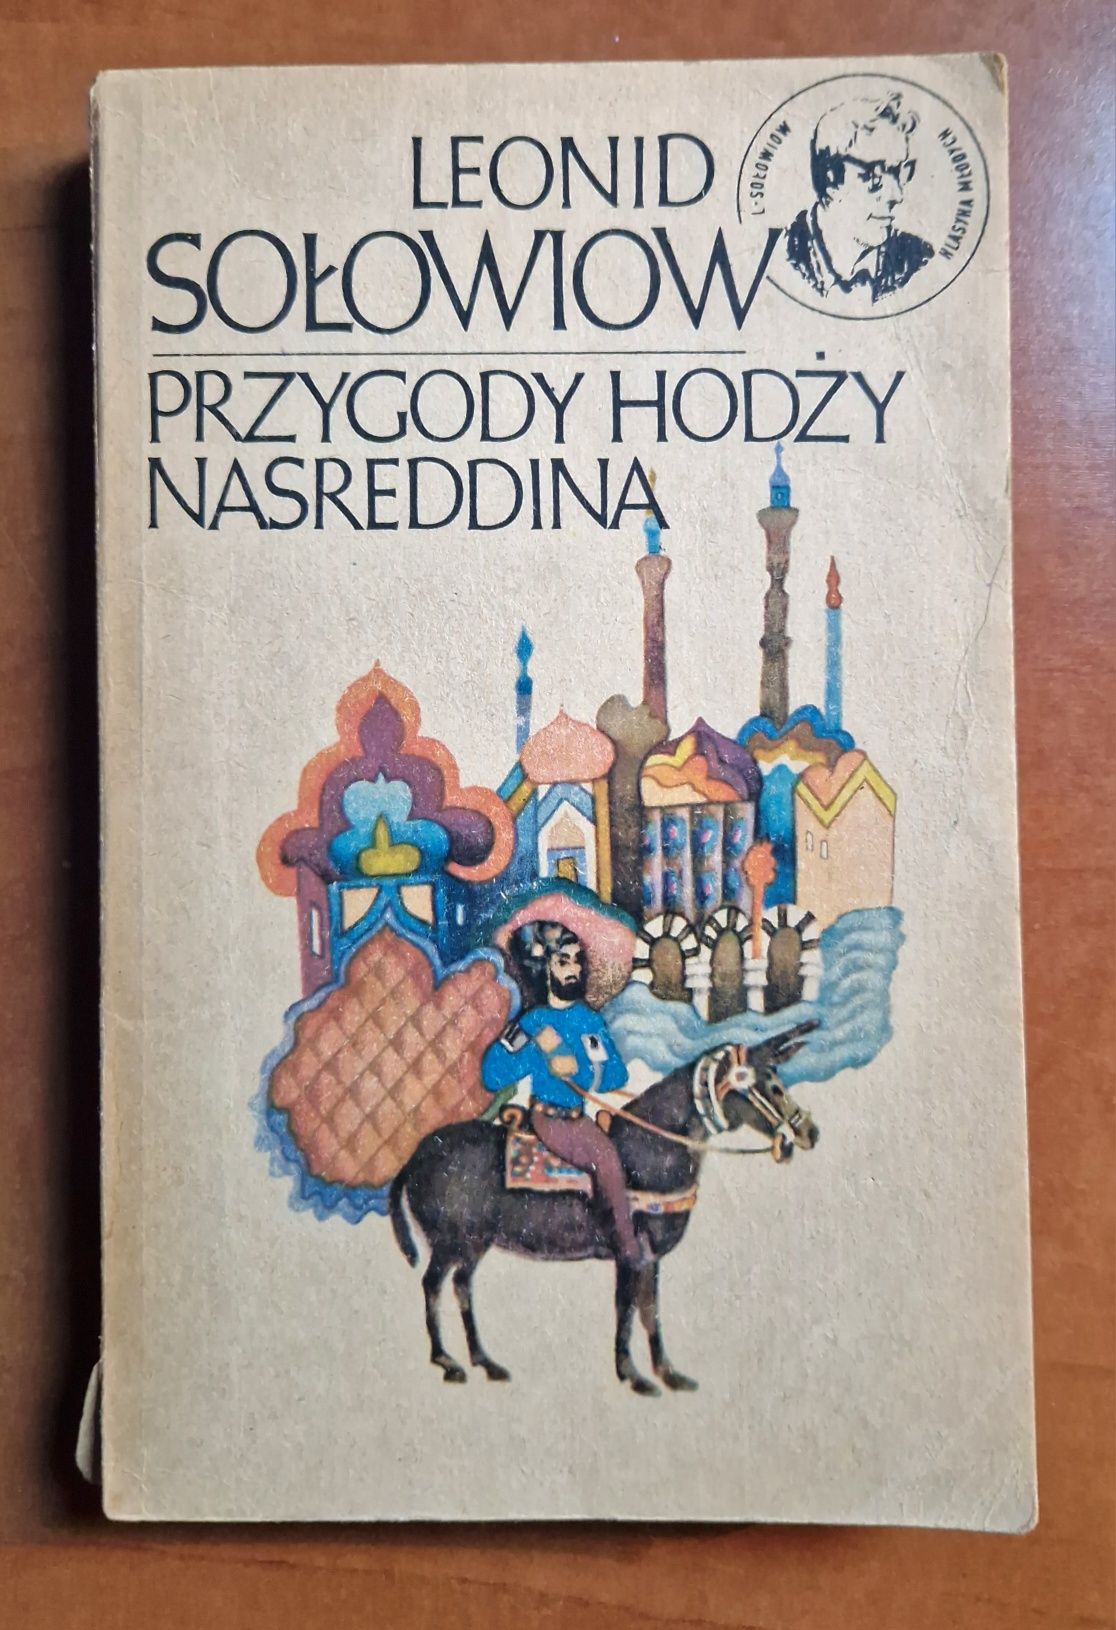 LEONID
SOŁOWIOW
PRZYGODY HODŻY
NASREDDINA
L·SOŁOWIOW
KLASYKA MŁODYCH